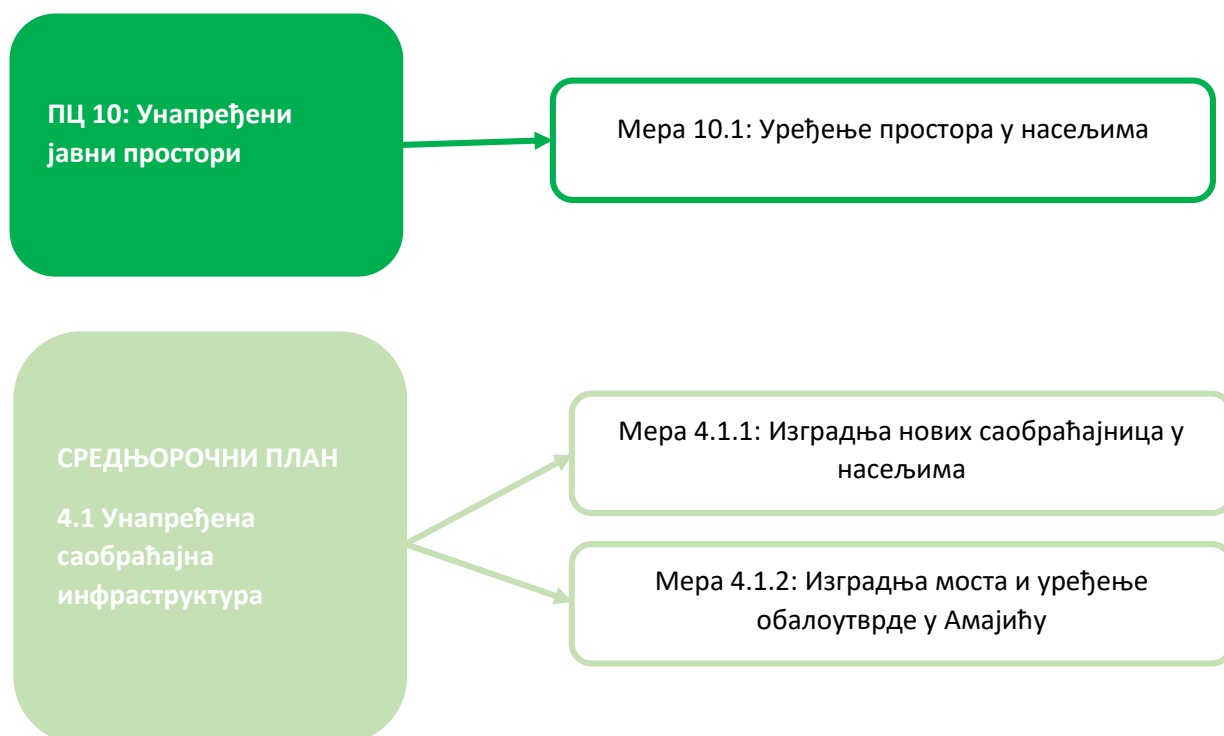 ПЦ 10: Унапређени
јавни простори
Мера 10.1: Уређење простора у насељима
СРЕДЊОРОЧНИ ПЛАН
4.1 Унапређена
саобраћајна
инфраструктура
Мера 4.1.1: Изградња нових саобраћајница у
насељима
Мера 4.1.2: Изградња моста и уређење
обалоутврде у Амајићу